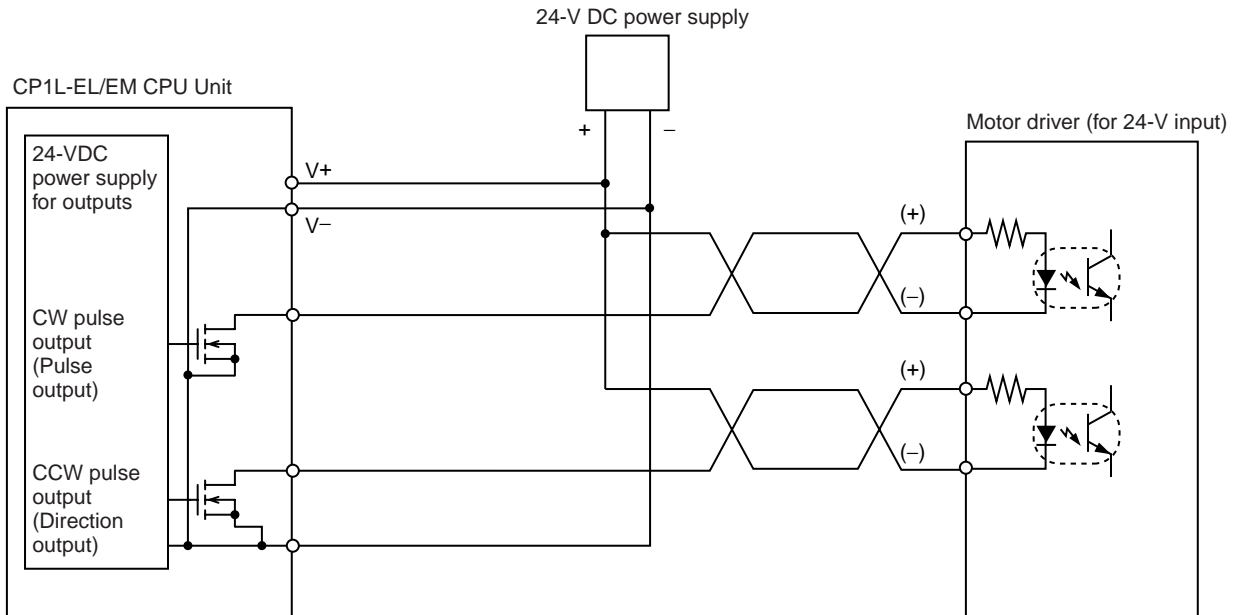 24-V DC power supply
CP1L-EL/EM CPU Unit
+
−
Motor driver (for 24-V input)
24-VDC
power supply
for outputs
V+
V−
(+)
(−)
CW pulse
output
(Pulse
output)
(+)
(−)
CCW pulse
output
(Direction
output)